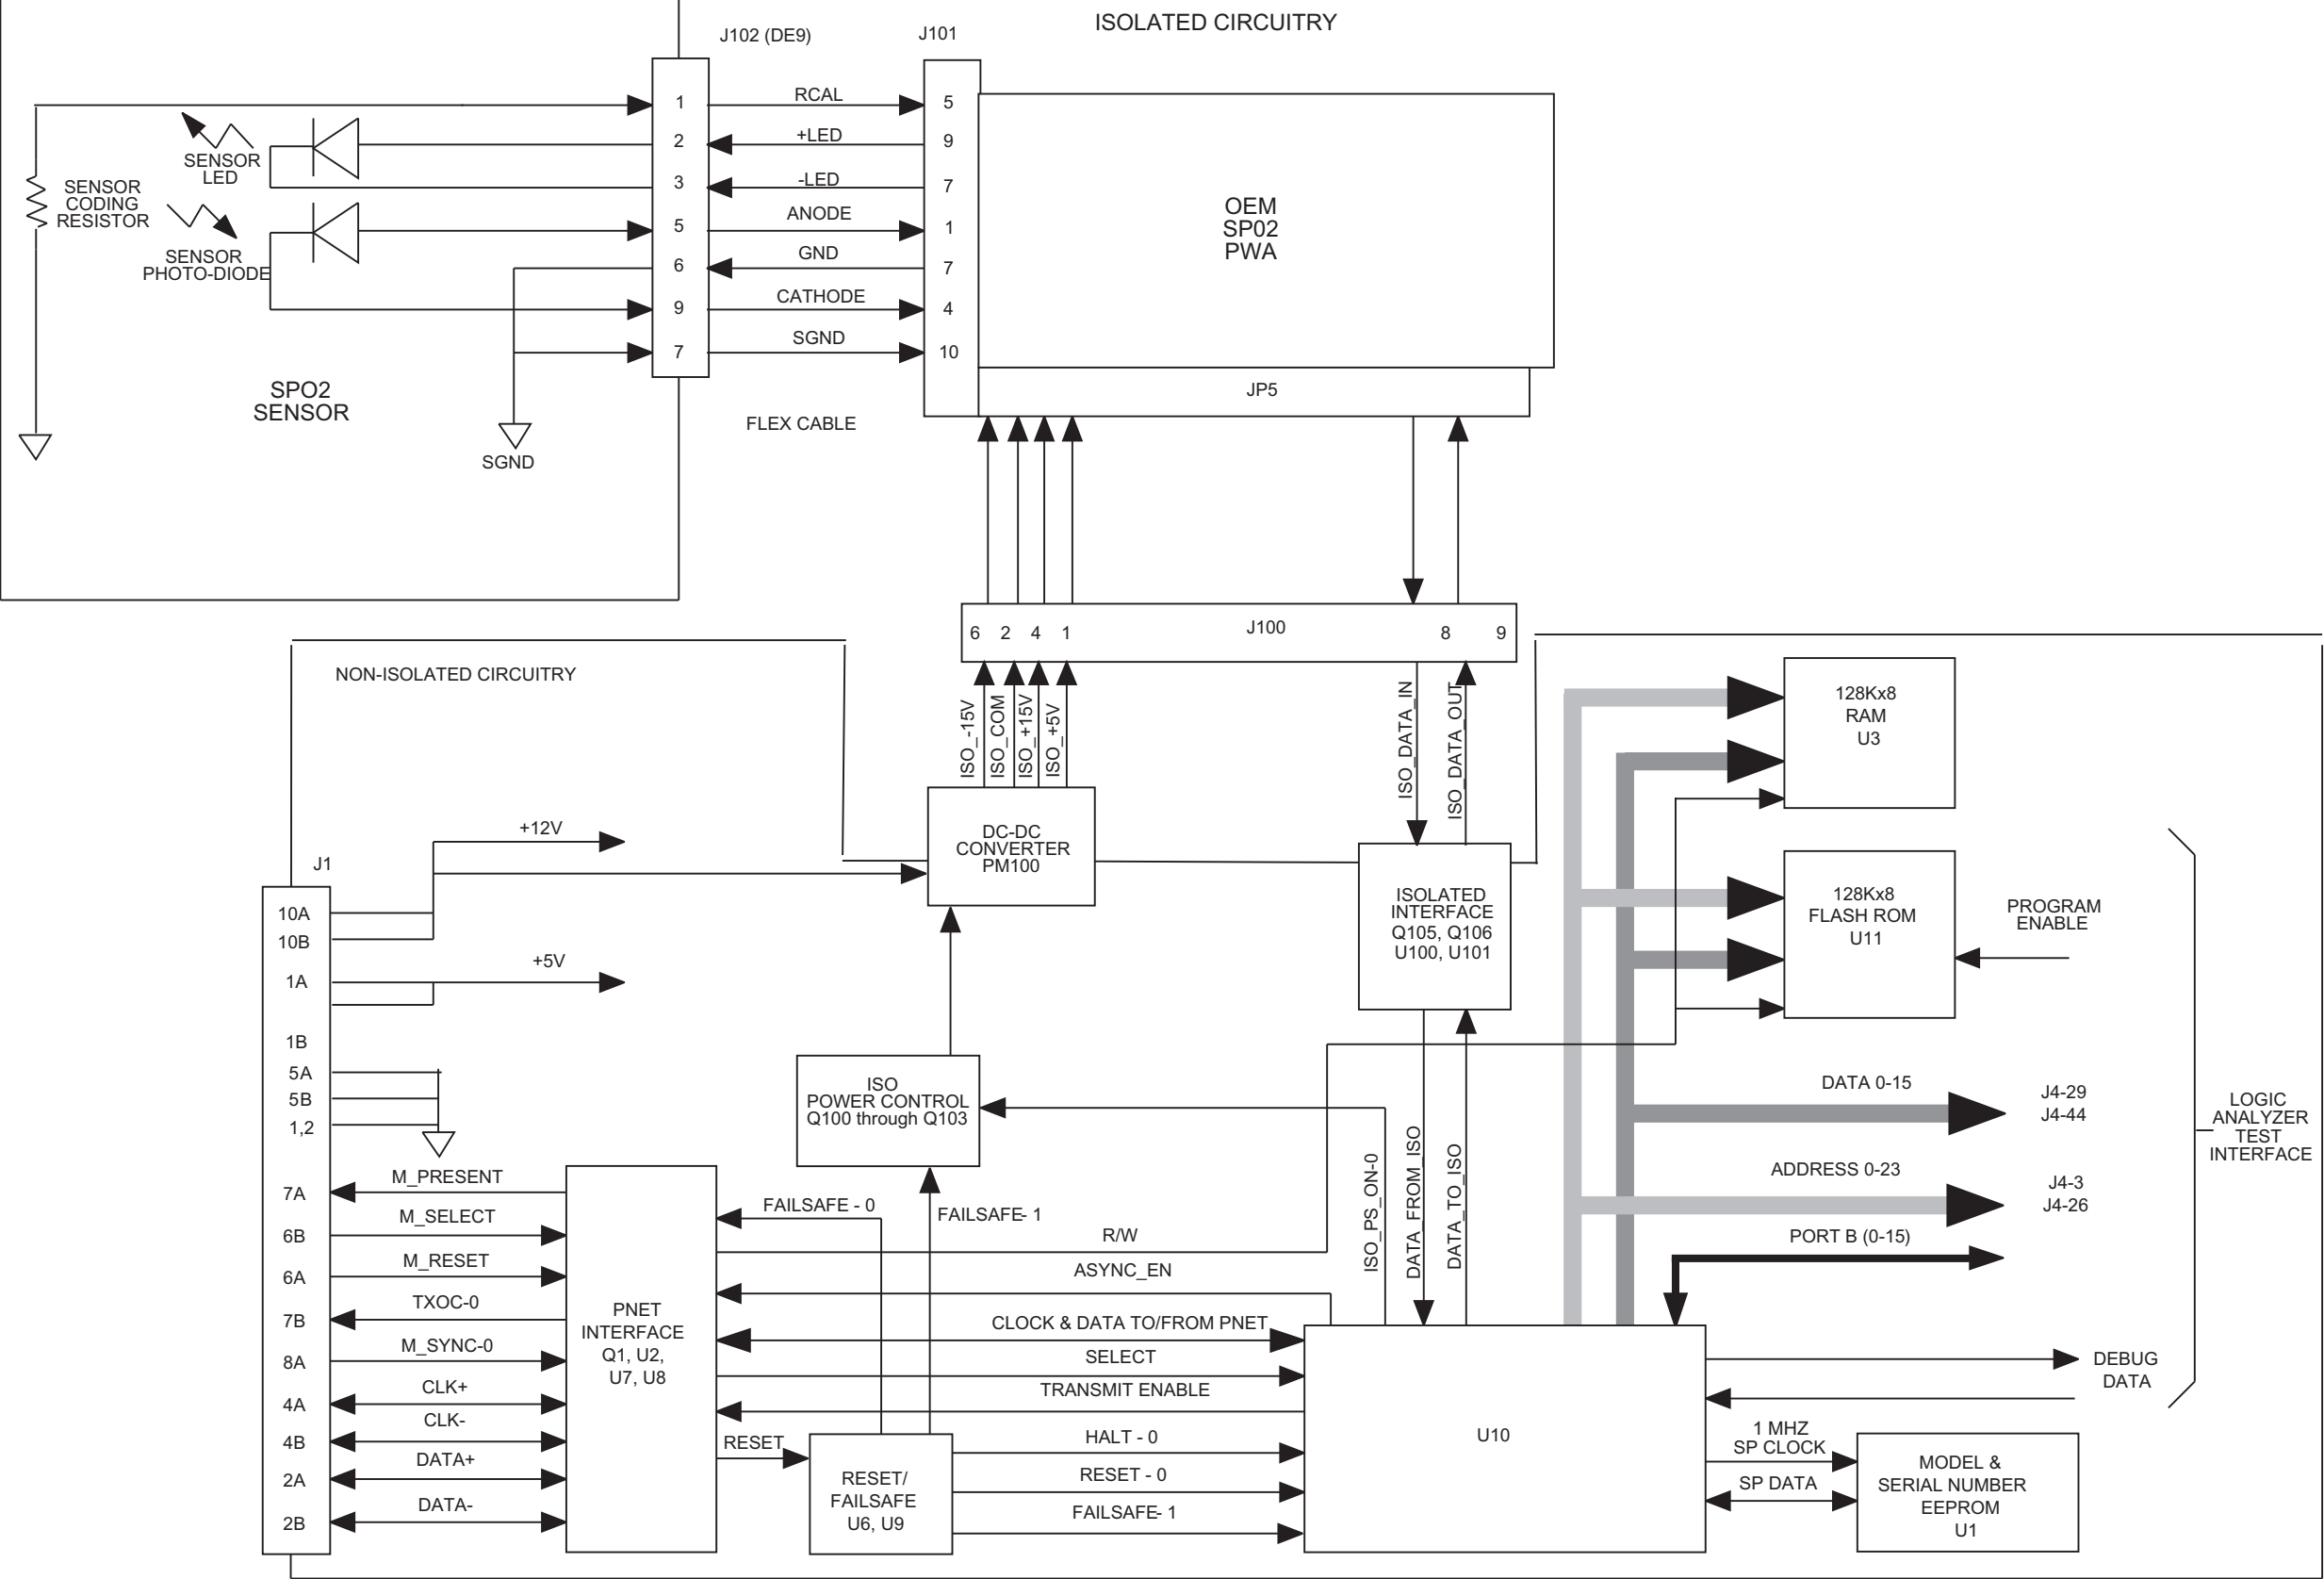 ISOLATED CIRCUITRY
J102 (DE9)
J101
1
RCAL
5
2
+LED
9
3
-LED
7
5
ANODE
1
6
GND
7
9
CATHODE
4
7
SGND
10
SENSOR
LED
SENSOR
CODING
RESISTOR
SENSOR
PHOTO-DIODE
SPO2
SENSOR
SGND
FLEX CABLE
OEM
SP02
PWA
JP5
6 2 4 1 J100 8 9
NON-ISOLATED CIRCUITRY
ISO_-15V
ISO_COM
ISO_+15V
ISO_+5V
ISO_DATA_IN
ISO_DATA_OUT
128Kx8
RAM
U3
DC-DC
CONVERTER
PM100
ISOLATED
INTERFACE
Q105, Q106
U100, U101
128Kx8
FLASH ROM
U11
PROGRAM
ENABLE
+12V
+5V
J1
10A
10B
1A
1B
5A
5B
1,2
7A
6B
6A
7B
8A
4A
4B
2A
2B
M_PRESENT
M_SELECT
M_RESET
TXOC-0
M_SYNC-0
CLK+
CLK-
DATA+
DATA-
PNET
INTERFACE
Q1, U2,
U7, U8
ISO
POWER CONTROL
Q100 through Q103
FAILSAFE - 0
FAILSAFE- 1
R/W
ASYNC_EN
CLOCK & DATA TO/FROM PNET
SELECT
TRANSMIT ENABLE
RESET
RESET/
FAILSAFE
U6, U9
HALT - 0
RESET - 0
FAILSAFE- 1
ISO_PS_ON-0
DATA_FROM_ISO
DATA_TO_ISO
U10
DATA 0-15
J4-29
J4-44
ADDRESS 0-23
J4-3
J4-26
PORT B (0-15)
LOGIC
ANALYZER
TEST
INTERFACE
DEBUG
DATA
1 MHZ
SP CLOCK
SP DATA
MODEL &
SERIAL NUMBER
EEPROM
U1